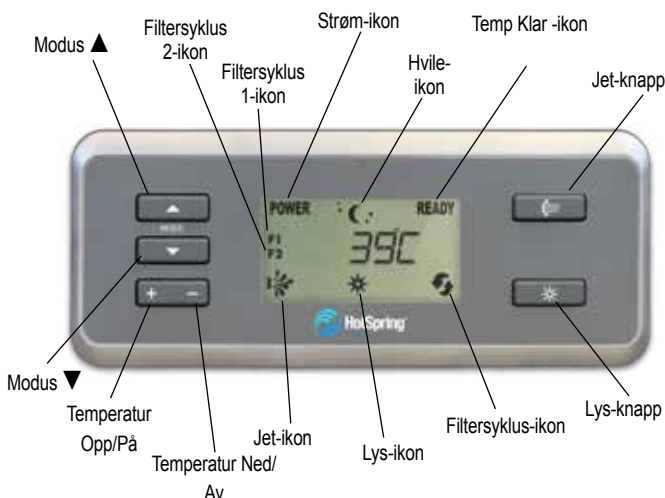 Modus ▲
Filtersyklus
2-ikon
Filtersyklus
1-ikon
Strøm-ikon
Hvile-
ikon
Temp Klar -ikon
Jet-knapp
POWER
READY
MODE
F1
F2
39C
HotSpring
Modus ▼
Temperatur
Opp/På
Temperatur Ned/
Av
Jet-ikon
Lys-ikon
Filtersyklus-ikon
Lys-knapp